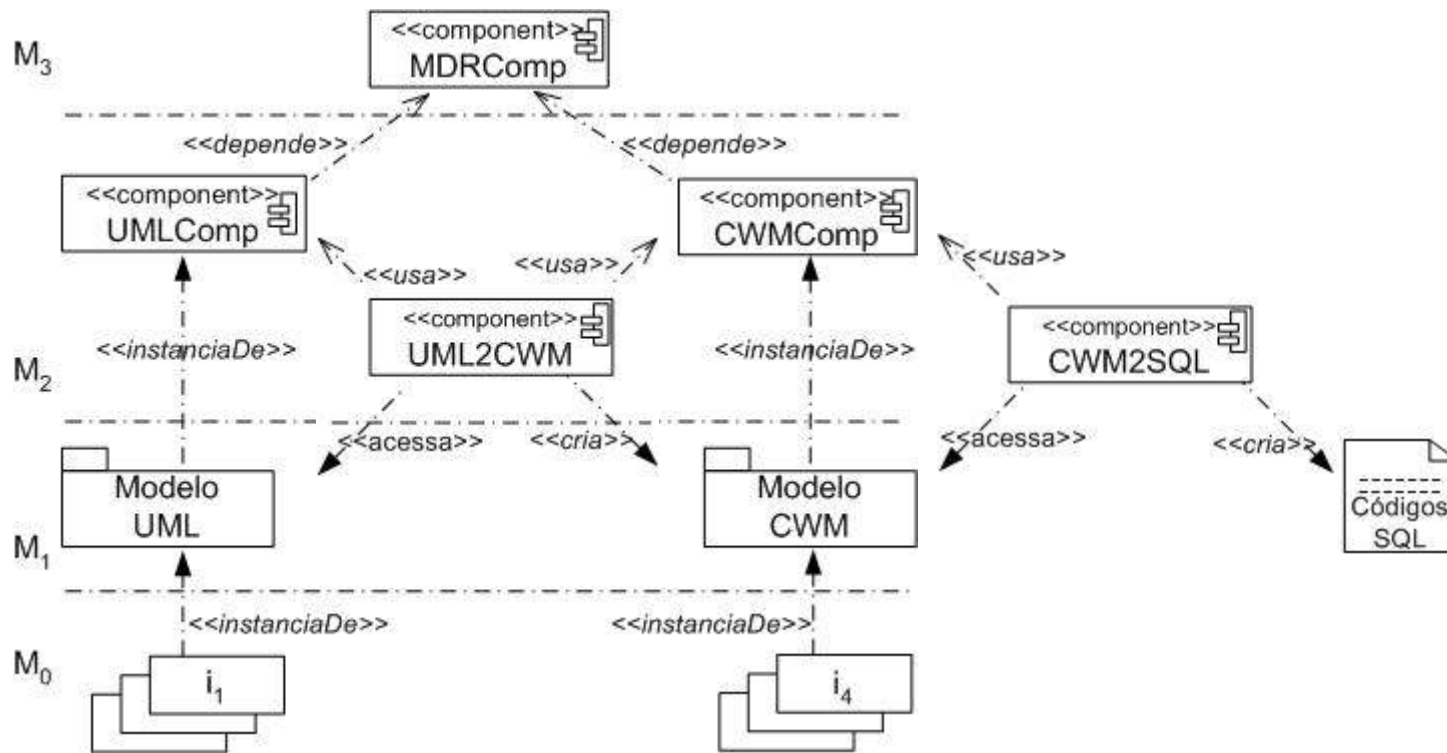 <<component>>
MDRComp
M3
<<depende>>
<<depende>>
<<component>>
UMLComp
<<component>>
CWMComp
<<usa>>
<<usa>>
<<usa>>
<<component>>
UML2CWM
<<component>>
CWM2SQL
<<instanciaDe>>
<<instanciaDe>>
M2
<<acessa>>
<<cria>>
<<acessa>>
<<cria>>
Modelo
UML
Modelo
CWM
Códigos
SQL
M1
<<instanciaDe>>
<<instanciaDe>>
M0
i1
i4